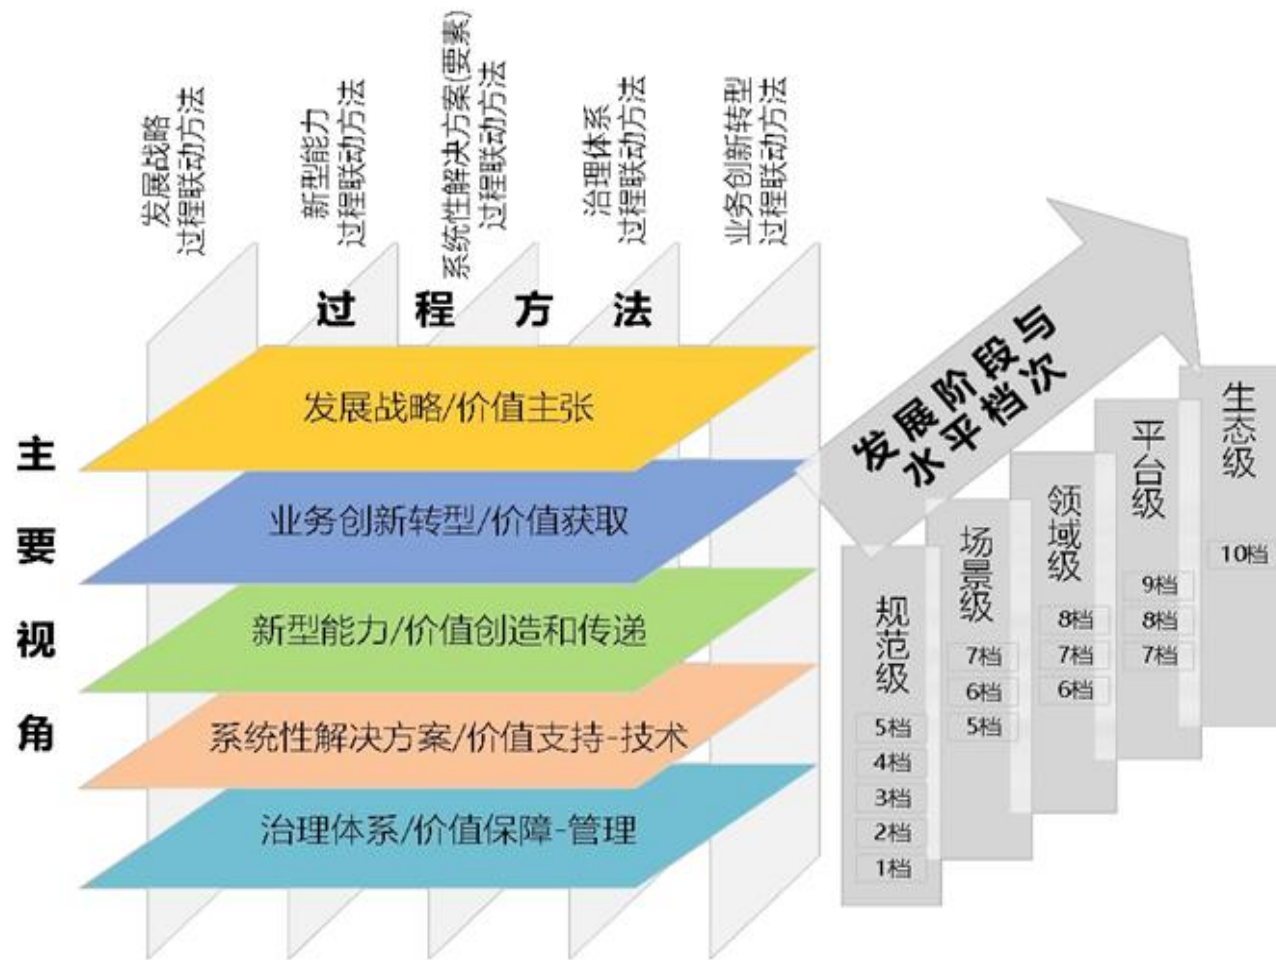 发展战略
过程联动方法
新型能力
过程联动方法
系统性解决方案(要素)
过程联动方法
治理体系
过程联动方法
业务创新转型
过程联动方法
过程方法
主要视角
发展战略/价值主张
业务创新转型/价值获取
新型能力/价值创造和传递
系统性解决方案/价值支持-技术
治理体系/价值保障-管理
发展阶段与
水平档次
规范级
5档
4档
3档
2档
1档
场景级
7档
6档
5档
领域级
8档
7档
6档
平台级
9档
8档
7档
生态级
10档